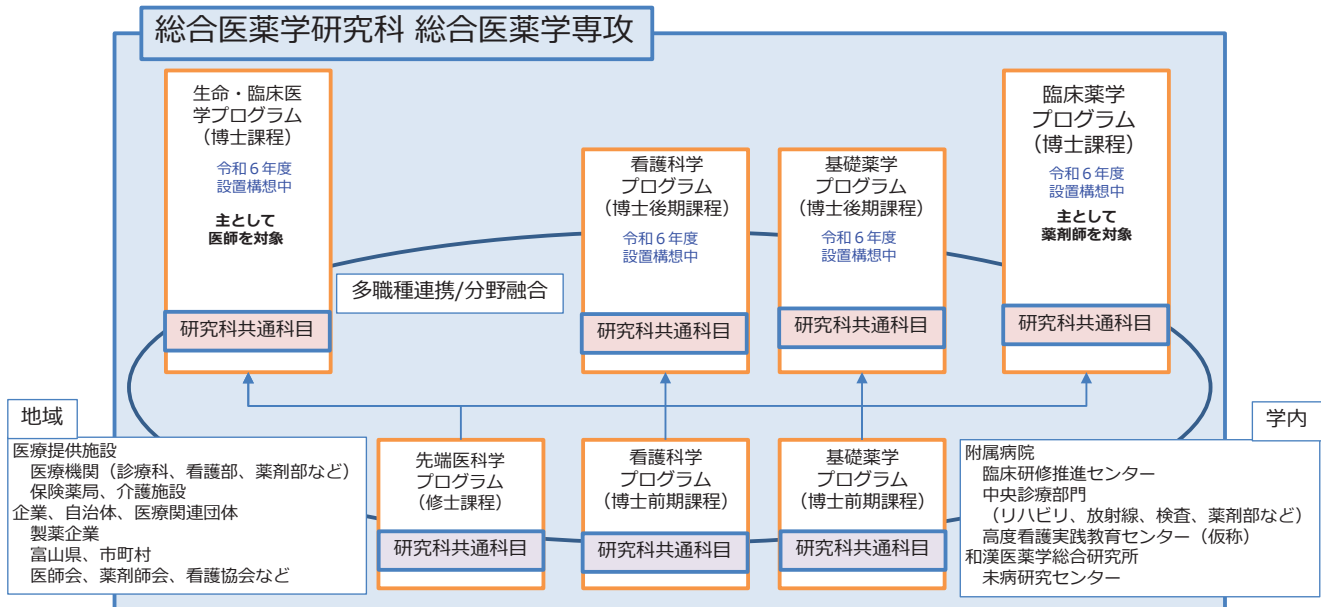 総合医薬学研究科 総合医薬学専攻
生命・臨床医
学プログラム
（博士課程）
令和６年度
設置構想中
主として
医師を対象
研究科共通科目
看護科学
プログラム
（博士後期課程）
令和６年度
設置構想中
研究科共通科目
基礎薬学
プログラム
（博士後期課程）
令和６年度
設置構想中
研究科共通科目
臨床薬学
プログラム
（博士課程）
令和６年度
設置構想中
主として
薬剤師を対象
研究科共通科目
多職種連携/分野融合
地域
医療提供施設
医療機関（診療科、看護部、薬剤部など）
保険薬局、介護施設
企業、自治体、医療関連団体
製薬企業
富山県、市町村
医師会、薬剤師会、看護協会など
先端医科学
プログラム
（修士課程）
研究科共通科目
看護科学
プログラム
（博士前期課程）
研究科共通科目
基礎薬学
プログラム
（博士前期課程）
研究科共通科目
学内
附属病院
臨床研修推進センター
中央診療部門
（リハビリ、放射線、検査、薬剤部など）
高度看護実践教育センター（仮称）
和漢医薬学総合研究所
未病研究センター